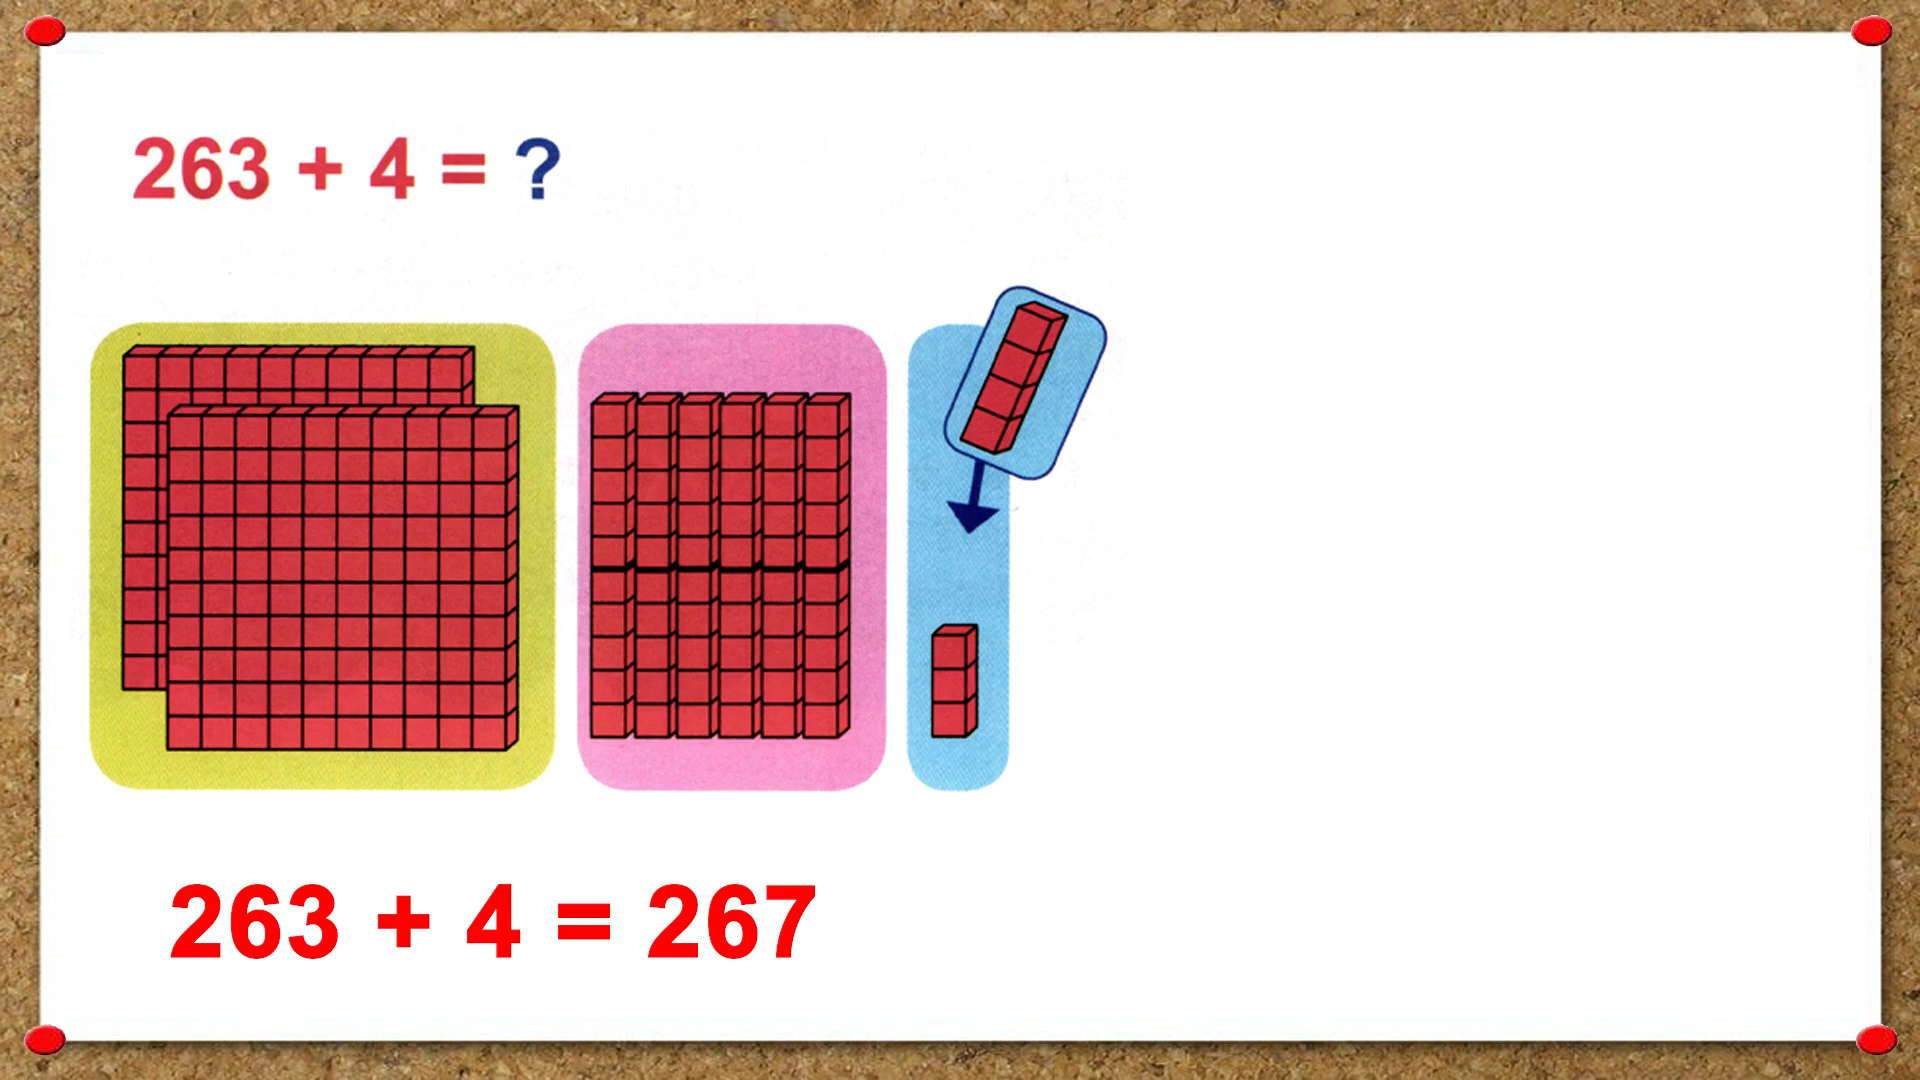 263 + 4 = ?
263 + 4 = 267